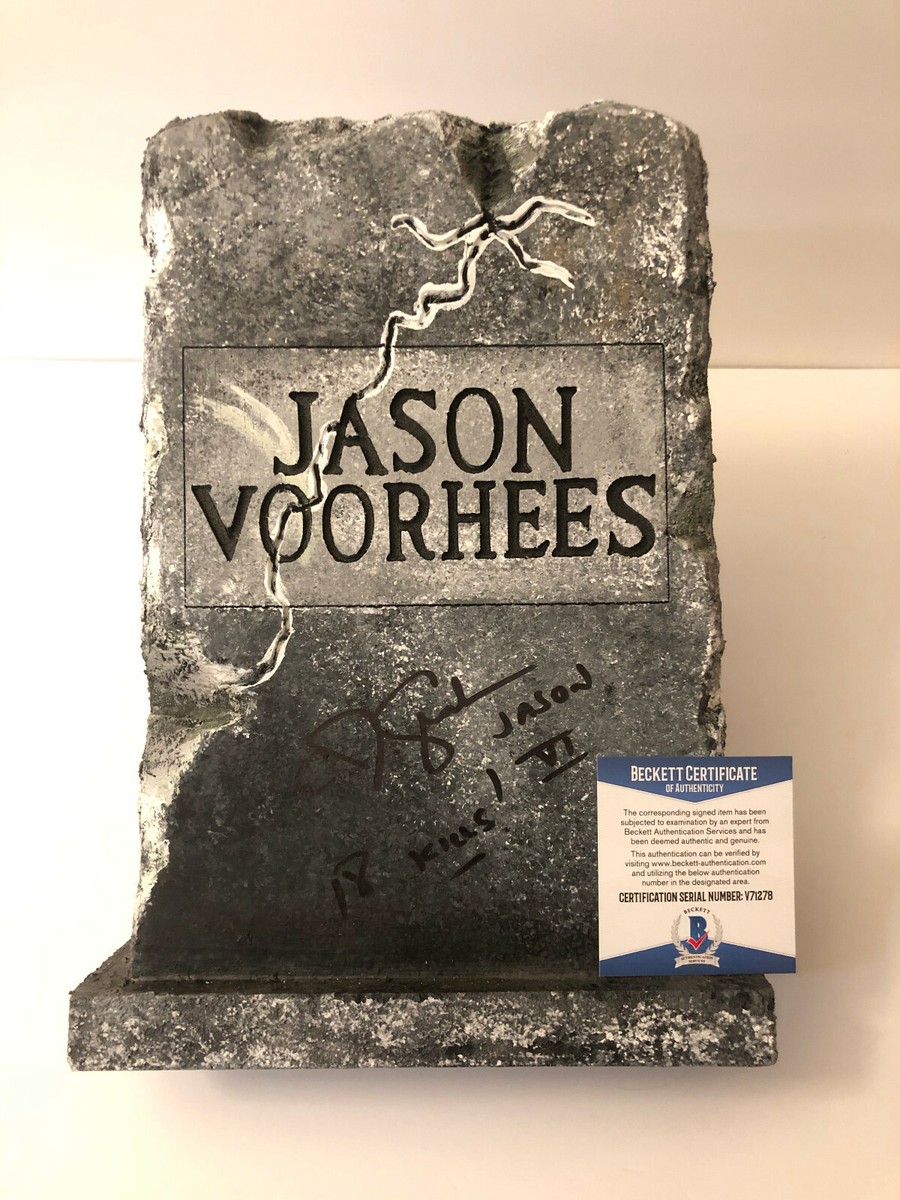 JASON
VOORHEES
JASON
VI
18 KILLS!
BECKETT CERTIFICATE
OF AUTHENTICITY
The corresponding signed item has been
subjected to examination by an expert from
Beckett Authentication Services and has
been deemed authentic and genuine.
This authentication can be verified by
visiting www.beckett-authentication.com
and utilizing the below authentication
number in the designated area.
CERTIFICATION SERIAL NUMBER: V71278
BECKETT
B